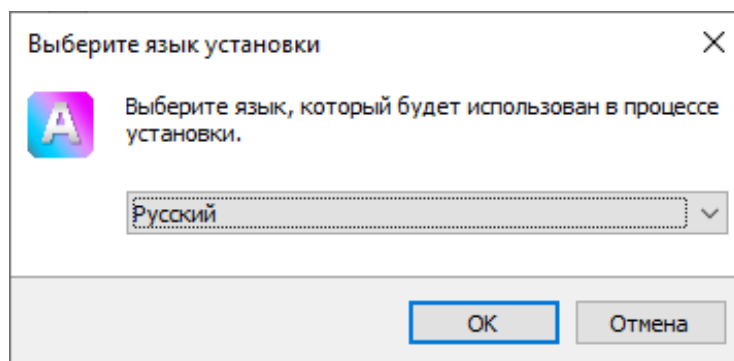 Выберите язык установки
A
Выберите язык, который будет использован в процессе
установки.
Русский
OK
Отмена